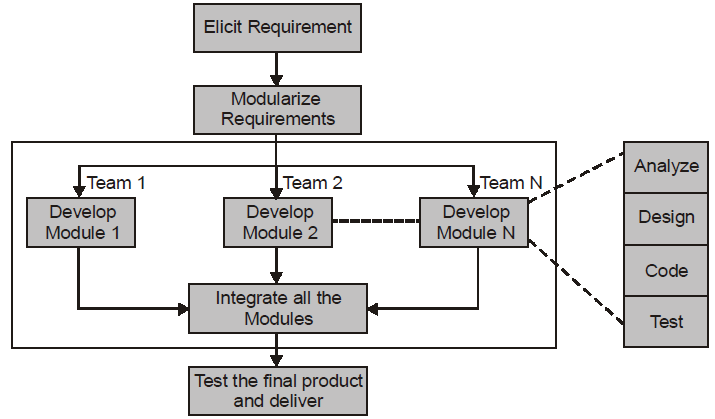 Elicit Requirement
Modularize
Requirements
Team 1
Team 2
Team N
Develop
Module 1
Develop
Module 2
Develop
Module N
Analyze
Design
Code
Test
Integrate all the
Modules
Test the final product
and deliver